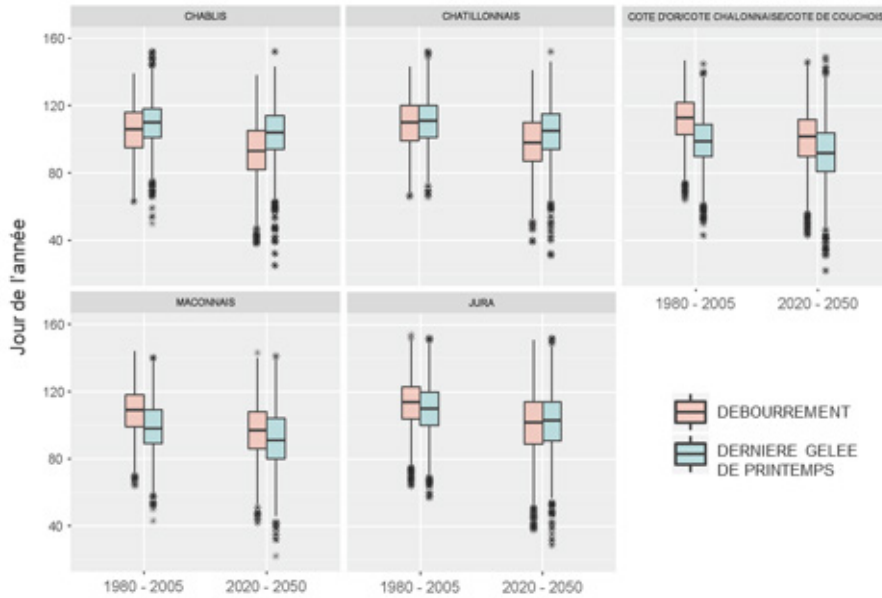 CHABLIS
CHATILLONNAIS
COTE D'OR/COTE CHALONNAISE/COTE DE COUCHOIS
160
120
80
40
Jour de l'année
1980 - 2005
2020 - 2050
MACONNAIS
JURA
160
120
80
40
1980 - 2005
2020 - 2050
1980 - 2005
2020 - 2050
DEBOURREMENT
DERNIERE GELEE
DE PRINTEMPS